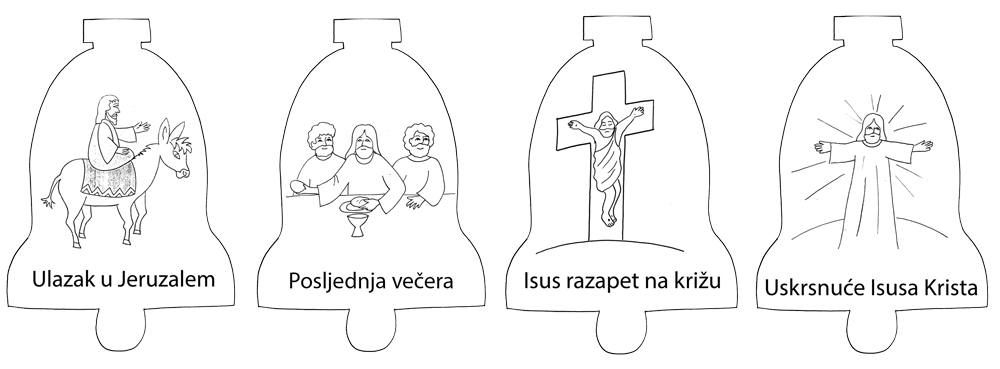 Ulazak u Jeruzalem
Posljednja večera
Isus razapet na križu
Uskrsnuće Isusa Krista